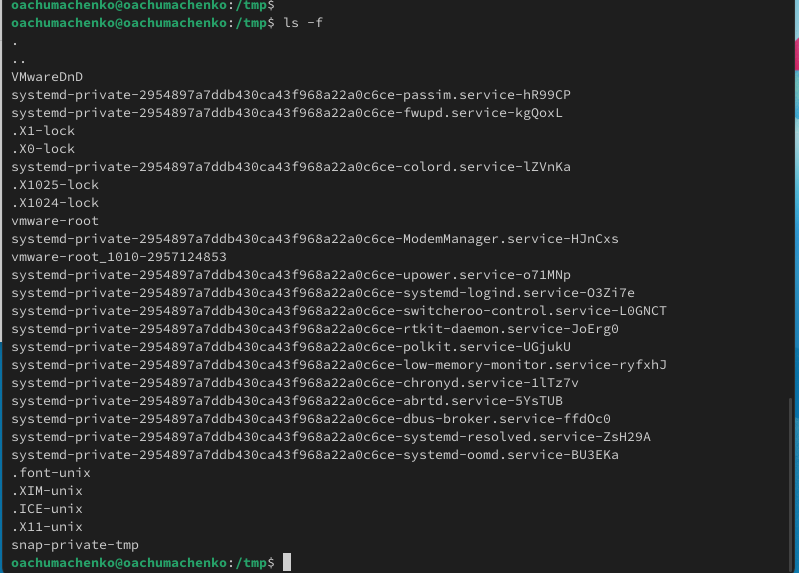 oachumachenko@oachumachenko:/tmp$
oachumachenko@oachumachenko:/tmp$ ls -f
.
..
VMwareDnD
systemd-private-2954897a7ddb430ca43f968a22a0c6ce-passim.service-hR99CP
systemd-private-2954897a7ddb430ca43f968a22a0c6ce-fwupd.service-kgQoxL
.X1-lock
.X0-lock
systemd-private-2954897a7ddb430ca43f968a22a0c6ce-colord.service-lZVnKa
.X1025-lock
.X1024-lock
vmware-root
systemd-private-2954897a7ddb430ca43f968a22a0c6ce-ModemManager.service-HJnCxs
vmware-root_1010-2957124853
systemd-private-2954897a7ddb430ca43f968a22a0c6ce-upower.service-o71MNp
systemd-private-2954897a7ddb430ca43f968a22a0c6ce-systemd-logind.service-O3Zi7e
systemd-private-2954897a7ddb430ca43f968a22a0c6ce-switcheroo-control.service-L0GNCT
systemd-private-2954897a7ddb430ca43f968a22a0c6ce-rtkit-daemon.service-JoErg0
systemd-private-2954897a7ddb430ca43f968a22a0c6ce-polkit.service-UGjukU
systemd-private-2954897a7ddb430ca43f968a22a0c6ce-low-memory-monitor.service-ryfxhJ
systemd-private-2954897a7ddb430ca43f968a22a0c6ce-chronyd.service-1lTz7v
systemd-private-2954897a7ddb430ca43f968a22a0c6ce-abrtd.service-5YsTUB
systemd-private-2954897a7ddb430ca43f968a22a0c6ce-dbus-broker.service-ffdOc0
systemd-private-2954897a7ddb430ca43f968a22a0c6ce-systemd-resolved.service-ZsH29A
systemd-private-2954897a7ddb430ca43f968a22a0c6ce-systemd-oomd.service-BU3EKa
.font-unix
.XIM-unix
.ICE-unix
.X11-unix
snap-private-tmp
oachumachenko@oachumachenko:/tmp$